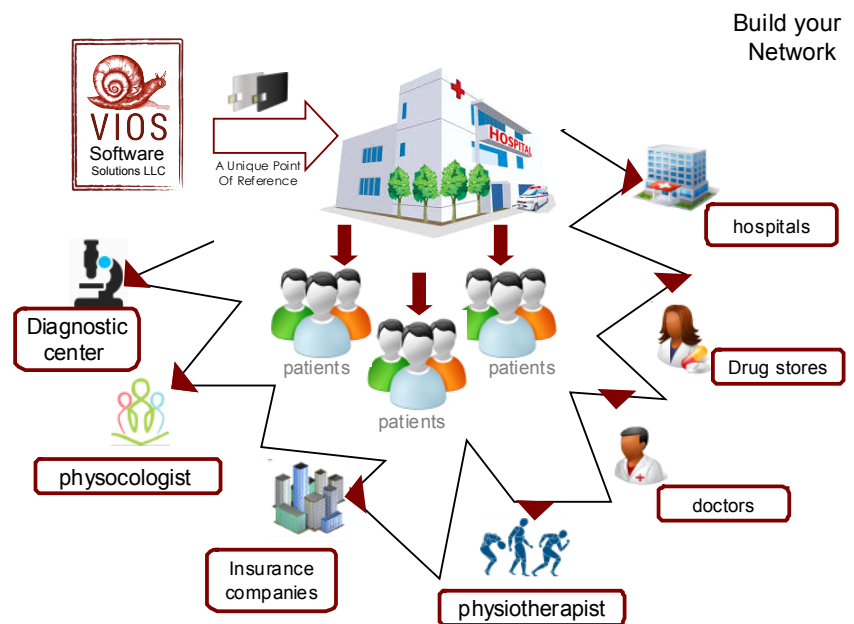 Build your
Network
VIOS
Software
Solutions LLC
A Unique Point
Of Reference
HOSPITAL
hospitals
Diagnostic
center
patients
patients
patients
Drug stores
physocologist
doctors
Insurance
companies
physiotherapist